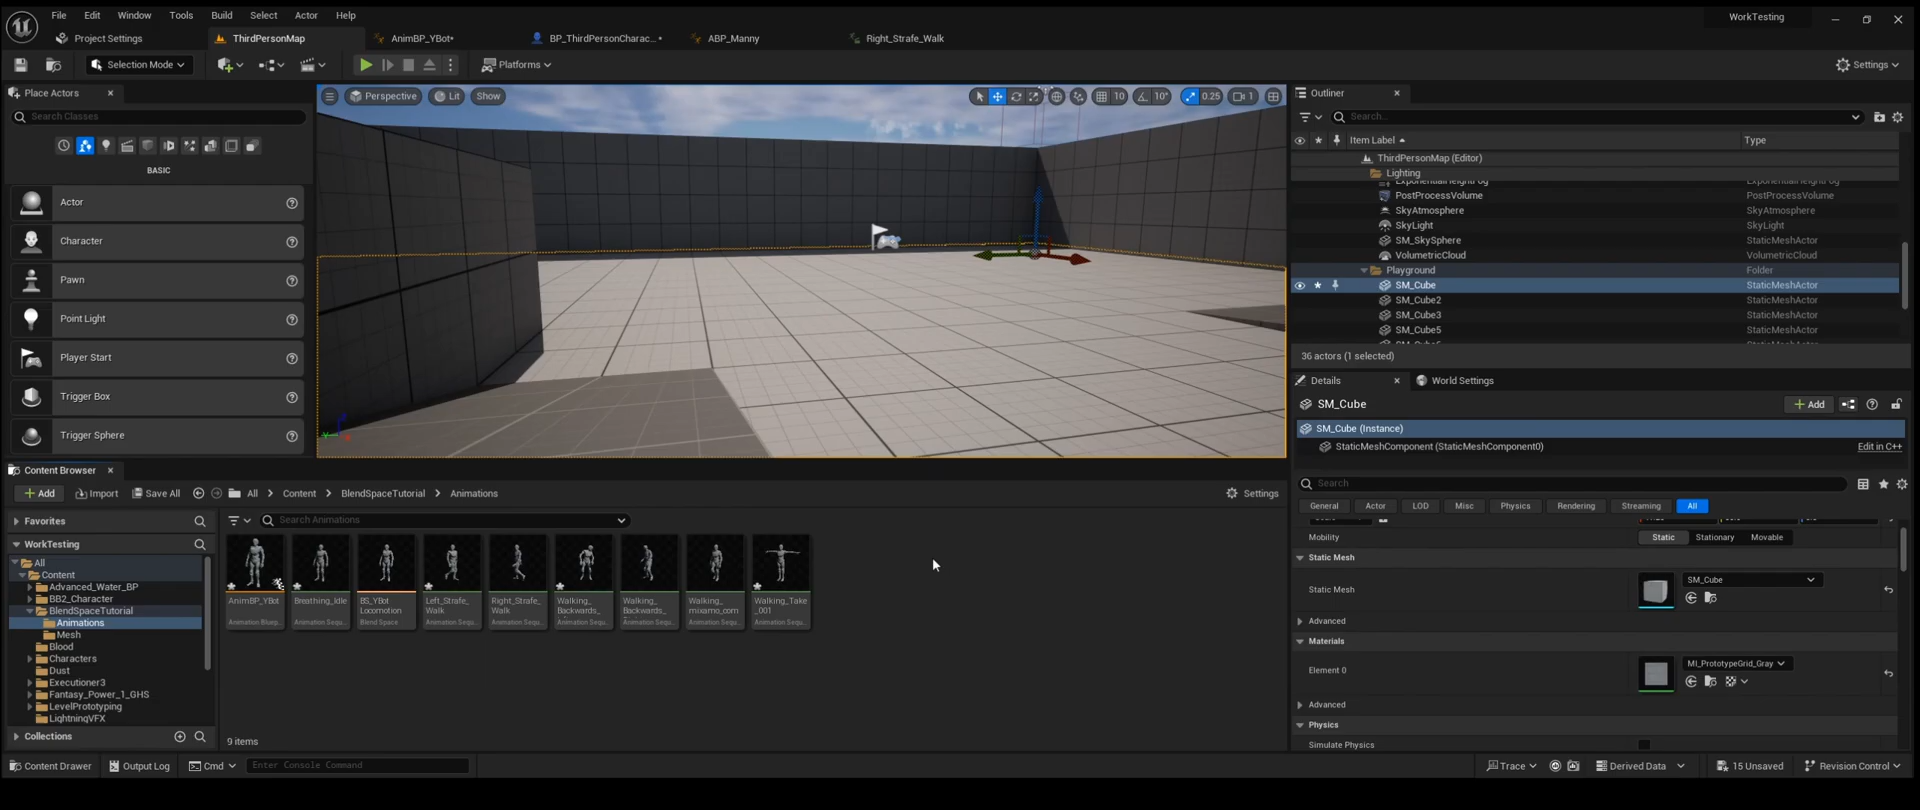 File Edit Window Tools Build Select Actor Help
WorkTesting
Project Settings ThirdPersonMap AnimBP_YBot• BP_ThirdPersonCharac...• ABP_Manny Right_Strafe_Walk
Selection Mode Platforms Settings
Place Actors
Search Classes
BASIC
Actor
Character
Pawn
Point Light
Player Start
Trigger Box
Trigger Sphere
Perspective Lit Show 10 10° 0.25 1
Outliner
Search...
Item Label Type
ThirdPersonMap (Editor)
Lighting
PostProcessVolume PostProcessVolume
SkyAtmosphere SkyAtmosphere
SkyLight SkyLight
SM_SkySphere StaticMeshActor
VolumetricCloud VolumetricCloud
Playground Folder
SM_Cube StaticMeshActor
SM_Cube2 StaticMeshActor
SM_Cube3 StaticMeshActor
SM_Cube5 StaticMeshActor
36 actors (1 selected)
Details World Settings
SM_Cube Add
SM_Cube (Instance)
StaticMeshComponent (StaticMeshComponent0) Edit in C++
Search
General Actor LOD Misc Physics Rendering Streaming All
Mobility Static Stationary Movable
Static Mesh
Static Mesh SM_Cube
Advanced
Materials
Element 0 MI_PrototypeGrid_Gray
Advanced
Physics
Simulate Physics
Content Browser
Add Import Save All All Content BlendSpaceTutorial Animations Settings
Favorites
WorkTesting
All
Content
Advanced_Water_BP
BB2_Character
BlendSpaceTutorial
Animations
Mesh
Blood
Characters
Dust
Executioner3
Fantasy_Power_1_GHS
LevelPrototyping
LightningVFX
Collections
Search Animations
AnimBP_YBot
Animation Bluep...
Breathing_Idle
Animation Sequ...
BS_YBot
Locomotion
Blend Space
Left_Strafe_
Walk
Animation Sequ...
Right_Strafe_
Walk
Animation Sequ...
Walking_
Backwards_
Animation Sequ...
Walking_
Backwards_
Animation Sequ...
Walking_
mixamo_com
Animation Sequ...
Walking_Take
_001
Animation Sequ...
9 items
Content Drawer Output Log Cmd Enter Console Command Trace Derived Data 15 Unsaved Revision Control